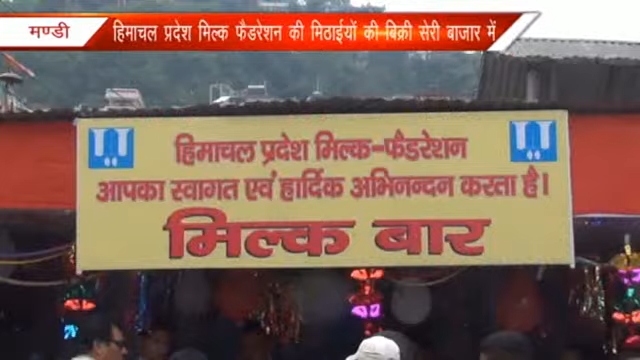 मण्डी
हिमाचल प्रदेश मिल्क फैडरेशन की मिठाईयों की बिक्री सेरी बाजार में
हिमाचल प्रदेश मिल्क-फैडरेशन
आपका स्वागत एवं हार्दिक अभिनन्दन करता है।
मिल्क बार